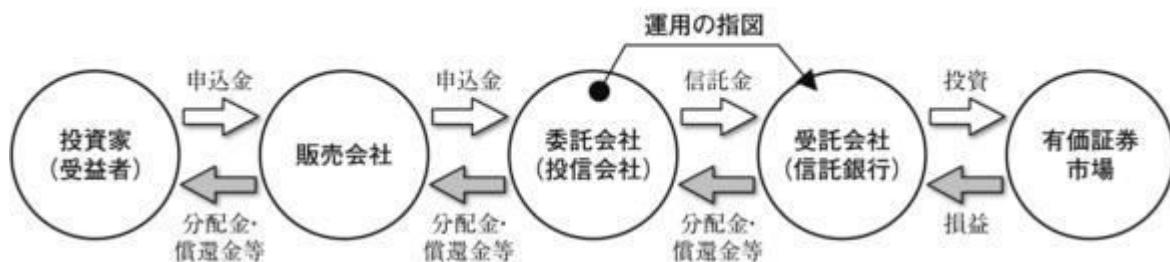 運用の指図
申込金
申込金
信託金
投資
投資家
(受益者)
販売会社
委託会社
(投信会社)
受託会社
(信託銀行)
有価証券
市場
分配金・
償還金等
分配金・
償還金等
分配金・
償還金等
損益